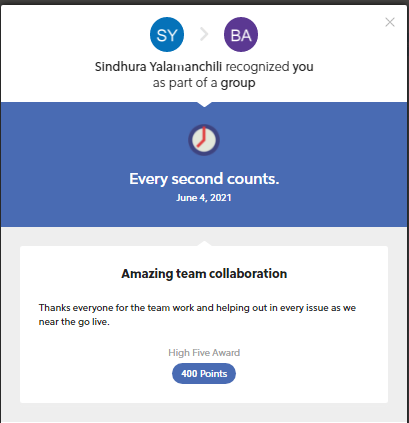 SY
BA
Sindhura Yalamanchili recognized you
as part of a group
Every second counts.
June 4, 2021
Amazing team collaboration
Thanks everyone for the team work and helping out in every issue as we
near the go live.
High Five Award
400 Points